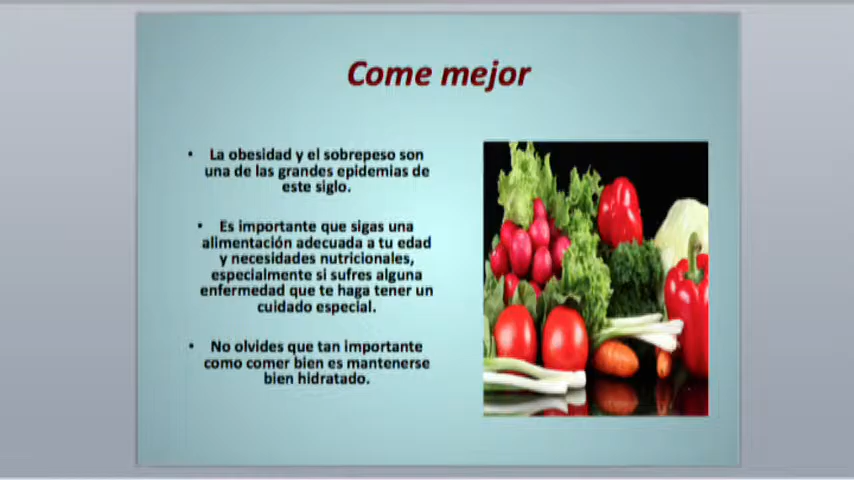 Come mejor
• La obesidad y el sobrepeso son
una de las grandes epidemias de
este siglo.
• Es importante que sigas una
alimentación adecuada a tu edad
y necesidades nutricionales,
especialmente si sufres alguna
enfermedad que te haga tener un
cuidado especial.
• No olvides que tan importante
como comer bien es mantenerse
bien hidratado.